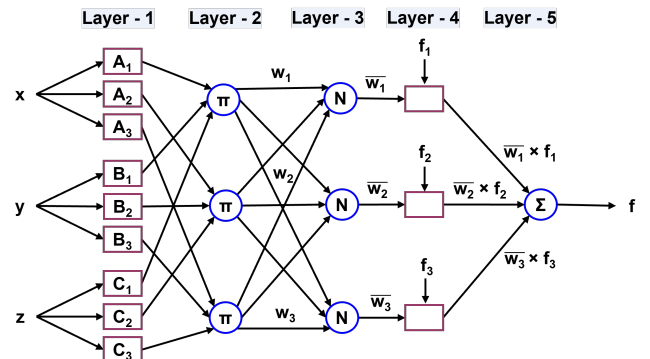 Layer - 1 Layer - 2 Layer - 3 Layer - 4 Layer - 5
f₁
A₁
w₁
x A₂ π N w̅₁
A₃
w̅₁ × f₁
f₂
B₁
w₂
w̅₂ w̅₂ × f₂
y B₂ π N Σ f
B₃
w̅₃ × f₃
f₃
C₁
w₃ w̅₃
z C₂ π N
C₃